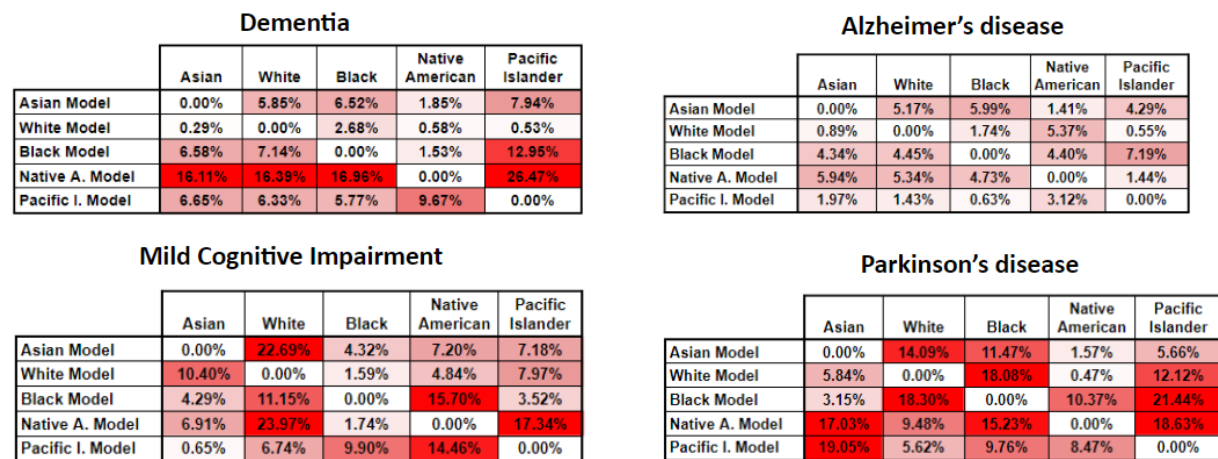 Dementia
Asian White Black Native American Pacific Islander
Asian Model 0.00% 5.85% 6.52% 1.85% 7.94%
White Model 0.29% 0.00% 2.68% 0.58% 0.53%
Black Model 6.58% 7.14% 0.00% 1.53% 12.95%
Native A. Model 16.11% 16.39% 16.96% 0.00% 26.47%
Pacific I. Model 6.65% 6.33% 5.77% 9.67% 0.00%
Alzheimer’s disease
Asian White Black Native American Pacific Islander
Asian Model 0.00% 5.17% 5.99% 1.41% 4.29%
White Model 0.89% 0.00% 1.74% 5.37% 0.55%
Black Model 4.34% 4.45% 0.00% 4.40% 7.19%
Native A. Model 5.94% 5.34% 4.73% 0.00% 1.44%
Pacific I. Model 1.97% 1.43% 0.63% 3.12% 0.00%
Mild Cognitive Impairment
Asian White Black Native American Pacific Islander
Asian Model 0.00% 22.69% 4.32% 7.20% 7.18%
White Model 10.40% 0.00% 1.59% 4.84% 7.97%
Black Model 4.29% 11.15% 0.00% 15.70% 3.52%
Native A. Model 6.91% 23.97% 1.74% 0.00% 17.34%
Pacific I. Model 0.65% 6.74% 9.90% 14.46% 0.00%
Parkinson’s disease
Asian White Black Native American Pacific Islander
Asian Model 0.00% 14.09% 11.47% 1.57% 5.66%
White Model 5.84% 0.00% 18.08% 0.47% 12.12%
Black Model 3.15% 18.30% 0.00% 10.37% 21.44%
Native A. Model 17.03% 9.48% 15.23% 0.00% 18.63%
Pacific I. Model 19.05% 5.62% 9.76% 8.47% 0.00%